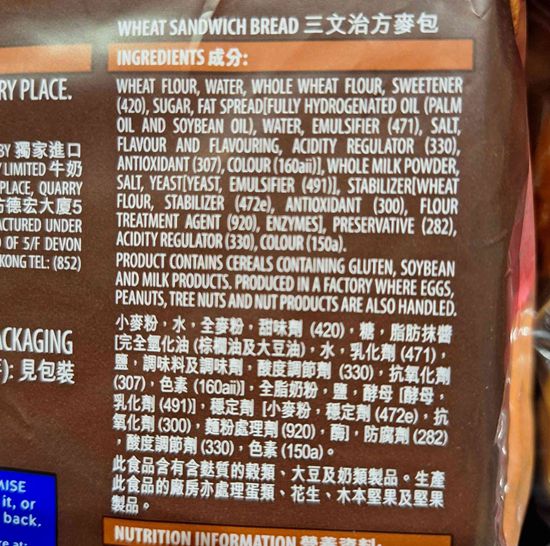 WHEAT SANDWICH BREAD 三文治方麥包
INGREDIENTS 成分:
WHEAT FLOUR, WATER, WHOLE WHEAT FLOUR, SWEETENER
(420), SUGAR, FAT SPREAD[FULLY HYDROGENATED OIL (PALM
OIL AND SOYBEAN OIL), WATER, EMULSIFIER (471), SALT,
FLAVOUR AND FLAVOURING, ACIDITY REGULATOR (330),
ANTIOXIDANT (307), COLOUR (160aii)], WHOLE MILK POWDER,
SALT, YEAST[YEAST, EMULSIFIER (491)], STABILIZER[WHEAT
FLOUR, STABILIZER (472e), ANTIOXIDANT (300), FLOUR
TREATMENT AGENT (920), ENZYMES], PRESERVATIVE (282),
ACIDITY REGULATOR (330), COLOUR (150a).
PRODUCT CONTAINS CEREALS CONTAINING GLUTEN, SOYBEAN
AND MILK PRODUCTS. PRODUCED IN A FACTORY WHERE EGGS,
PEANUTS, TREE NUTS AND NUT PRODUCTS ARE ALSO HANDLED.
小麥粉，水，全麥粉，甜味劑 (420)，糖，脂肪抹醬
[完全氫化油 (棕櫚油及大豆油)，水，乳化劑 (471)，
鹽，調味料及調味劑，酸度調節劑 (330)，抗氧化劑
(307)，色素 (160aii)]，全脂奶粉，鹽，酵母 [酵母，
乳化劑 (491)]，穩定劑 [小麥粉，穩定劑 (472e)，抗
氧化劑 (300)，麵粉處理劑 (920)，酶]，防腐劑 (282)
，酸度調節劑 (330)，色素 (150a)。
此食品含有含麩質的穀類、大豆及奶類製品。生產
此食品的廠房亦處理蛋類、花生、木本堅果及堅果
製品。
NUTRITION INFORMATION 營養資料:
RY PLACE.
BY 獨家進口
LIMITED 牛奶
PLACE, QUARRY
方德宏大廈5
ACTURED UNDER
OF 5/F DEVON
KONG TEL: (852)
ACKAGING
): 見包裝
AISE
it, or
back.